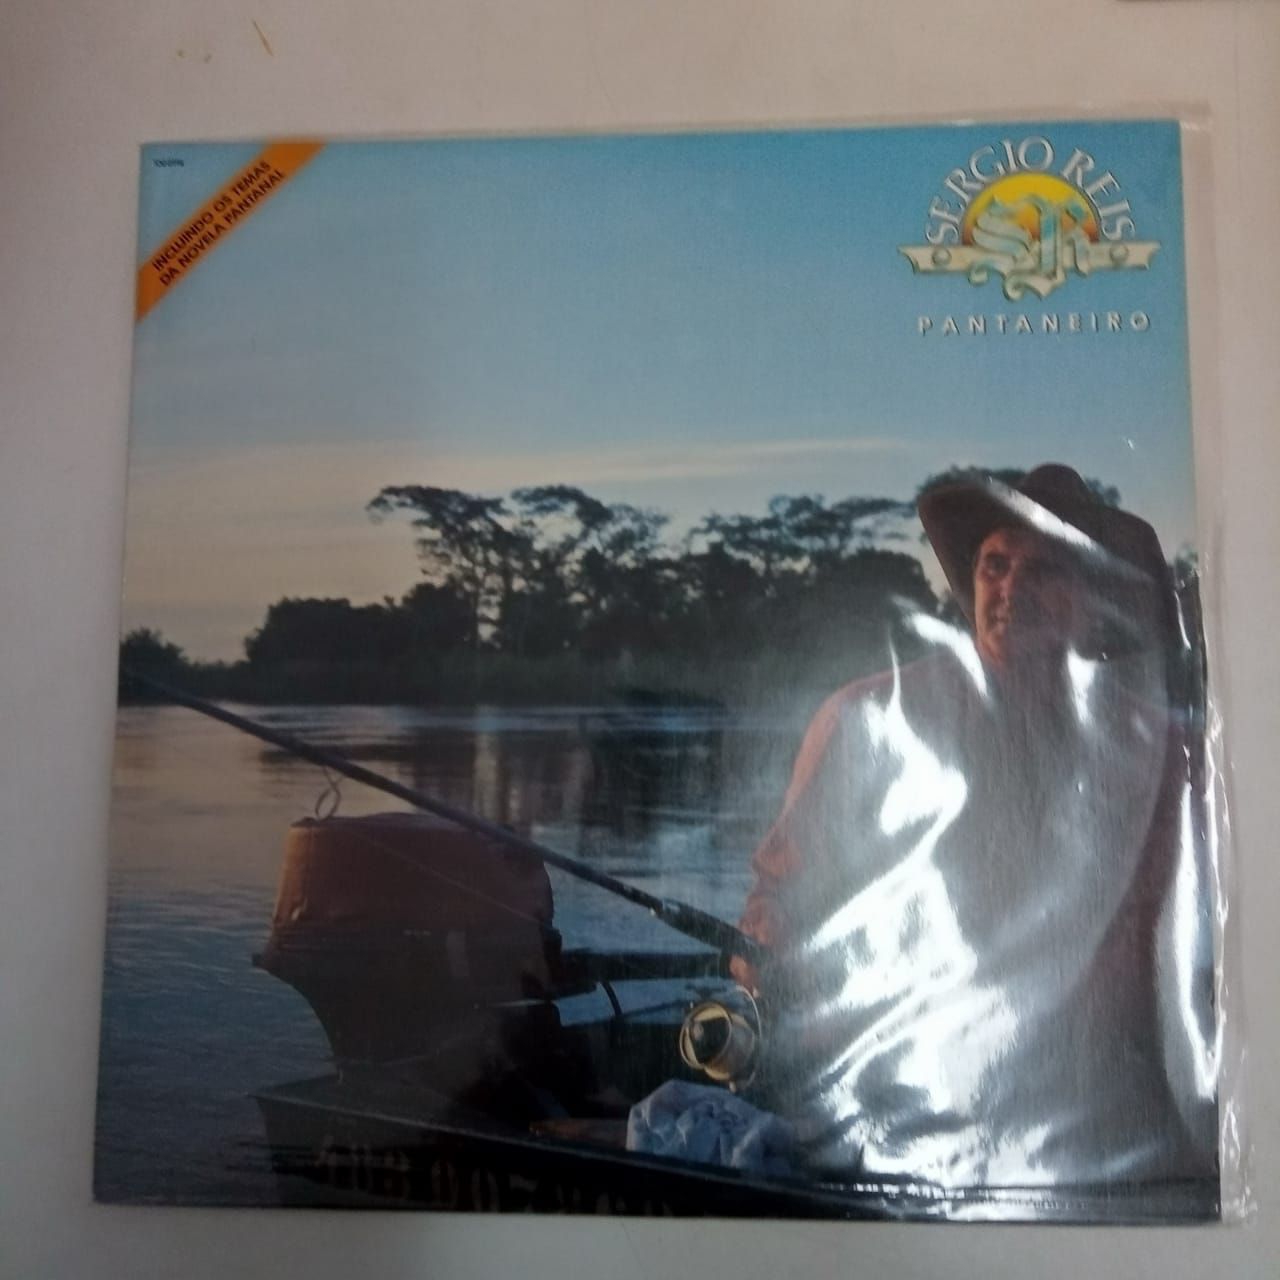 INCLUINDO OS TEMAS
DA NOVELA PANTANAL
SERGIO REIS
SR
PANTANEIRO